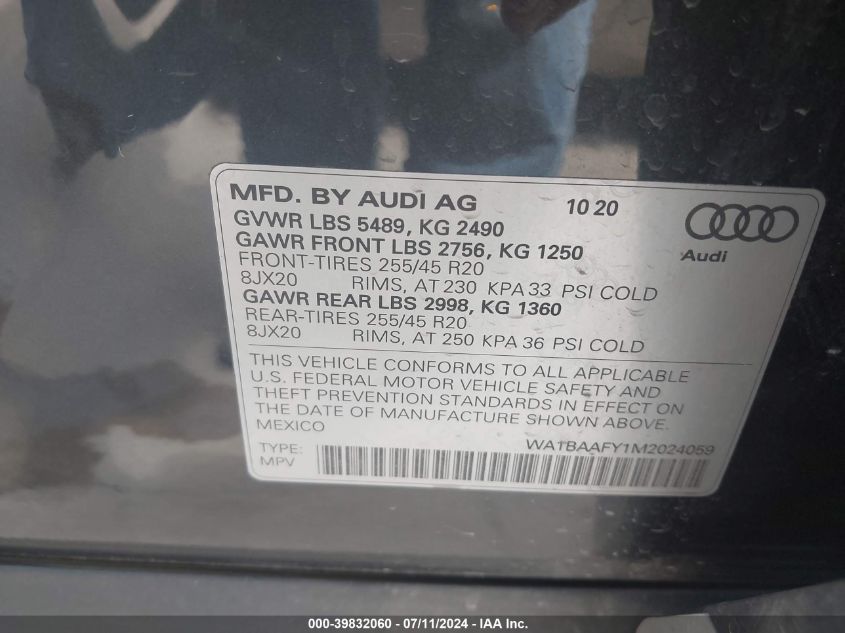 MFD. BY AUDI AG 10 20
GVWR LBS 5489, KG 2490
GAWR FRONT LBS 2756, KG 1250
FRONT-TIRES 255/45 R20
8JX20 RIMS, AT 230 KPA 33 PSI COLD
GAWR REAR LBS 2998, KG 1360
REAR-TIRES 255/45 R20
8JX20 RIMS, AT 250 KPA 36 PSI COLD
Audi
THIS VEHICLE CONFORMS TO ALL APPLICABLE
U.S. FEDERAL MOTOR VEHICLE SAFETY AND
THEFT PREVENTION STANDARDS IN EFFECT ON
THE DATE OF MANUFACTURE SHOWN ABOVE.
MEXICO
WA1BAAFY1M2024059
TYPE:
MPV
000-39832060 - 07/11/2024 - IAA Inc.